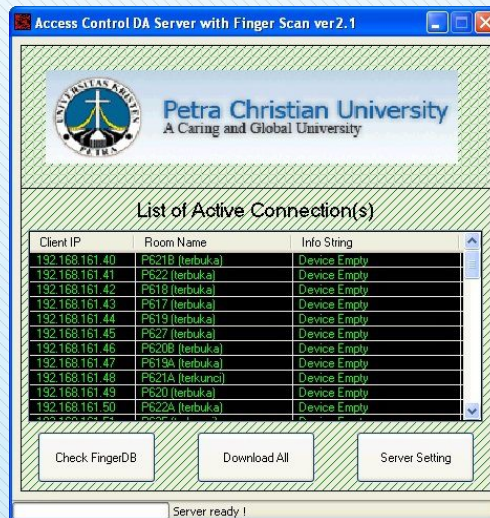 Access Control DA Server with Finger Scan ver2.1
UNIVERSITAS KRISTEN
PETRA
Petra Christian University
A Caring and Global University
List of Active Connection(s)
Client IP Room Name Info String
192.168.161.40 P621B (terbuka) Device Empty
192.168.161.41 P622 (terbuka) Device Empty
192.168.161.42 P618 (terbuka) Device Empty
192.168.161.43 P617 (terbuka) Device Empty
192.168.161.44 P619 (terbuka) Device Empty
192.168.161.45 P627 (terbuka) Device Empty
192.168.161.46 P620B (terbuka) Device Empty
192.168.161.47 P619A (terbuka) Device Empty
192.168.161.48 P621A (terkunci) Device Empty
192.168.161.49 P620 (terbuka) Device Empty
192.168.161.50 P622A (terbuka) Device Empty
Check FingerDB Download All Server Setting
Server ready !